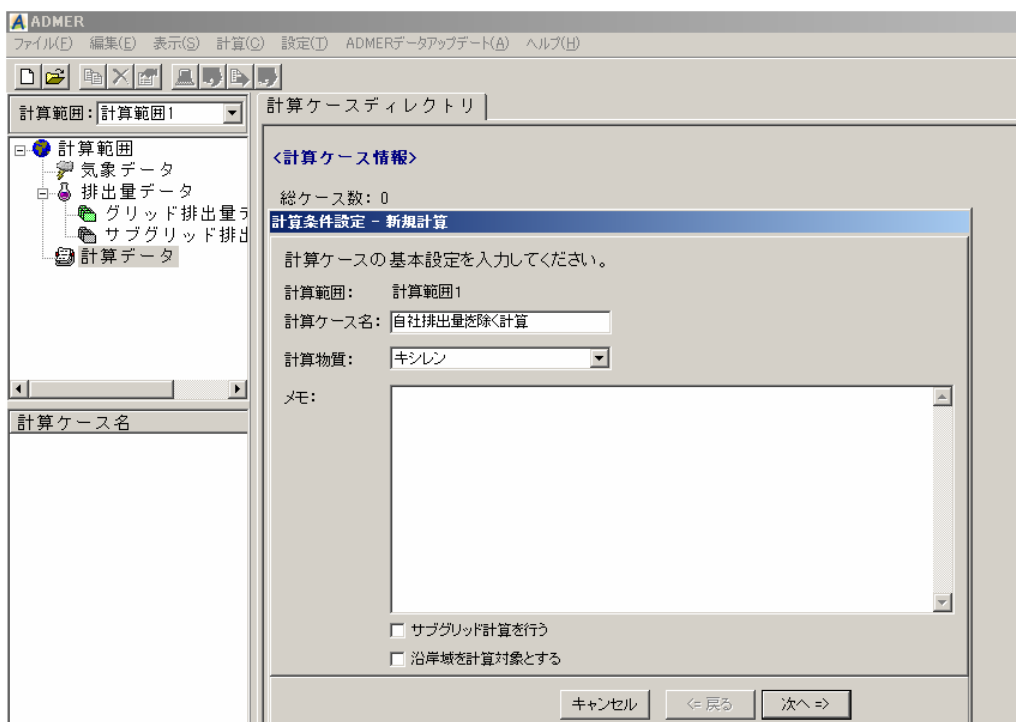 ADMER
ファイル(F) 編集(E) 表示(S) 計算(C) 設定(T) ADMERデータアップデート(A) ヘルプ(H)
計算範囲: 計算範囲1
計算範囲
気象データ
排出量データ
グリッド排出量デ
サブグリッド排出
計算データ
計算ケース名
計算ケースディレクトリ
<計算ケース情報>
総ケース数: 0
計算条件設定 - 新規計算
計算ケースの基本設定を入力してください。
計算範囲: 計算範囲1
計算ケース名: 自社排出量を除く計算
計算物質: キシレン
メモ:
サブグリッド計算を行う
沿岸域を計算対象とする
キャンセル <= 戻る 次へ =>